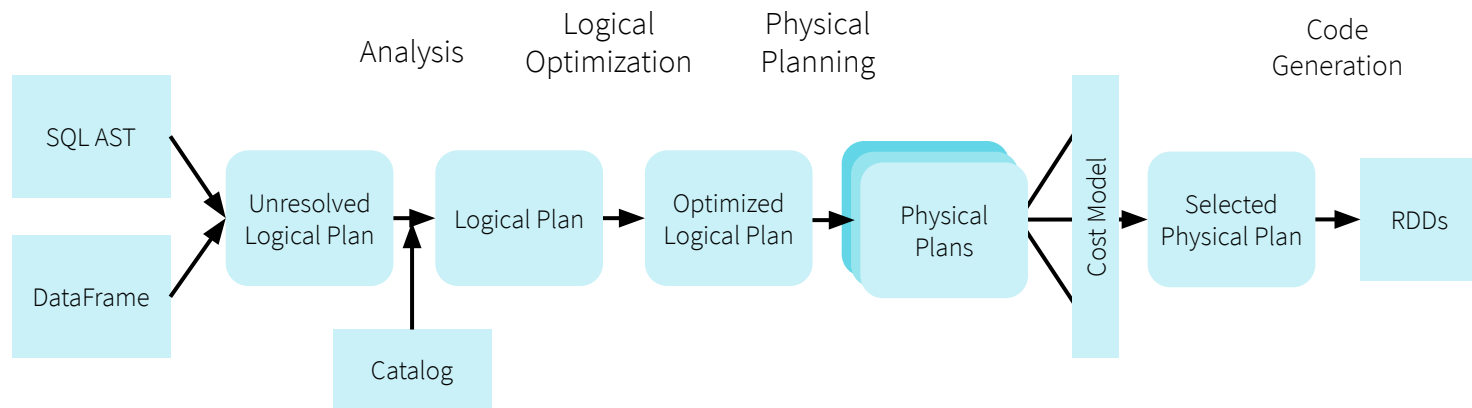 Analysis
Logical
Optimization
Physical
Planning
Code
Generation
SQL AST
DataFrame
Unresolved
Logical Plan
Catalog
Logical Plan
Optimized
Logical Plan
Physical
Plans
Cost Model
Selected
Physical Plan
RDDs